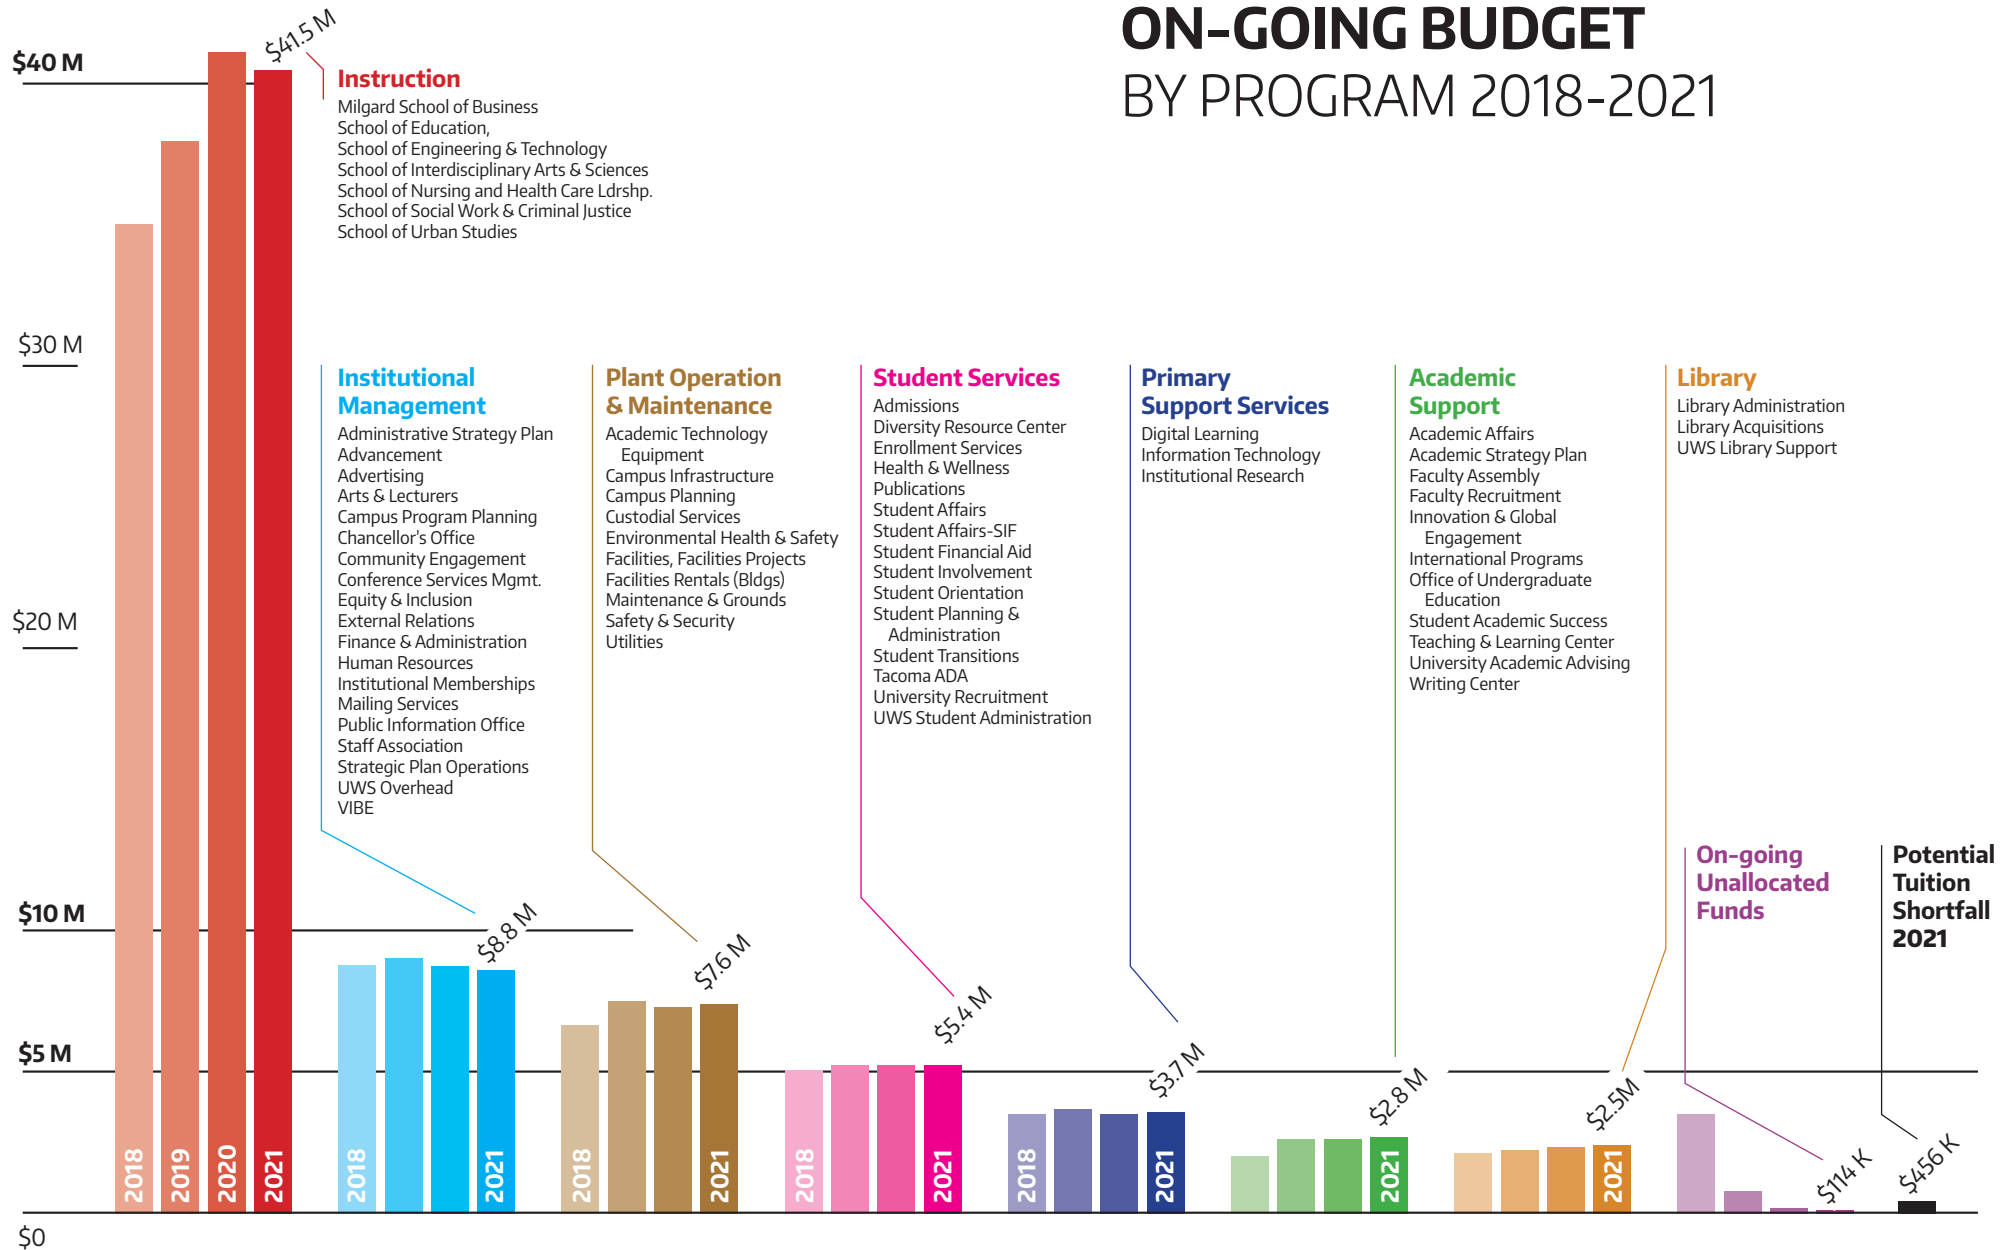 ON-GOING BUDGET
BY PROGRAM 2018-2021
$40 M
$30 M
$20 M
$10 M
$5 M
$0
$41.5 M
Instruction
Milgard School of Business
School of Education,
School of Engineering & Technology
School of Interdisciplinary Arts & Sciences
School of Nursing and Health Care Ldrshp.
School of Social Work & Criminal Justice
School of Urban Studies
2018
2019
2020
2021
Institutional
Management
Administrative Strategy Plan
Advancement
Advertising
Arts & Lecturers
Campus Program Planning
Chancellor's Office
Community Engagement
Conference Services Mgmt.
Equity & Inclusion
External Relations
Finance & Administration
Human Resources
Institutional Memberships
Mailing Services
Public Information Office
Staff Association
Strategic Plan Operations
UWS Overhead
VIBE
$8.8 M
2018
2021
Plant Operation
& Maintenance
Academic Technology
Equipment
Campus Infrastructure
Campus Planning
Custodial Services
Environmental Health & Safety
Facilities, Facilities Projects
Facilities Rentals (Bldgs)
Maintenance & Grounds
Safety & Security
Utilities
$7.6 M
2018
2021
Student Services
Admissions
Diversity Resource Center
Enrollment Services
Health & Wellness
Publications
Student Affairs
Student Affairs-SIF
Student Financial Aid
Student Involvement
Student Orientation
Student Planning &
Administration
Student Transitions
Tacoma ADA
University Recruitment
UWS Student Administration
$5.4 M
2018
2021
Primary
Support Services
Digital Learning
Information Technology
Institutional Research
$3.7 M
2018
2021
Academic
Support
Academic Affairs
Academic Strategy Plan
Faculty Assembly
Faculty Recruitment
Innovation & Global
Engagement
International Programs
Office of Undergraduate
Education
Student Academic Success
Teaching & Learning Center
University Academic Advising
Writing Center
$2.8 M
2021
Library
Library Administration
Library Acquisitions
UWS Library Support
$2.5M
2021
On-going
Unallocated
Funds
$114 K
Potential
Tuition
Shortfall
2021
$456 K